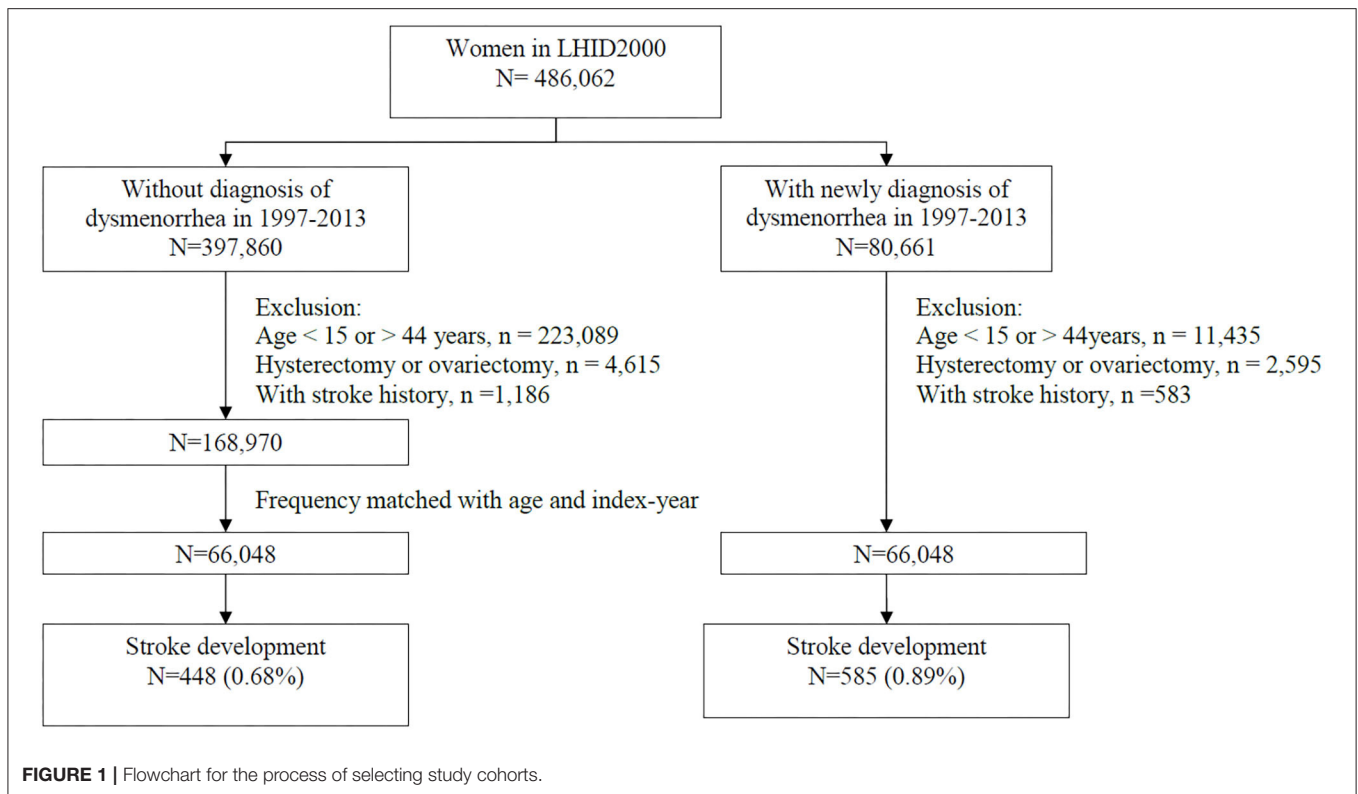 Women in LHID2000
N= 486,062
Without diagnosis of
dysmenorrhea in 1997-2013
N=397,860
With newly diagnosis of
dysmenorrhea in 1997-2013
N=80,661
Exclusion:
Age < 15 or > 44 years, n = 223,089
Hysterectomy or ovariectomy, n = 4,615
With stroke history, n =1,186
Exclusion:
Age < 15 or > 44years, n = 11,435
Hysterectomy or ovariectomy, n = 2,595
With stroke history, n =583
N=168,970
Frequency matched with age and index-year
N=66,048
N=66,048
Stroke development
N=448 (0.68%)
Stroke development
N=585 (0.89%)
FIGURE 1 | Flowchart for the process of selecting study cohorts.